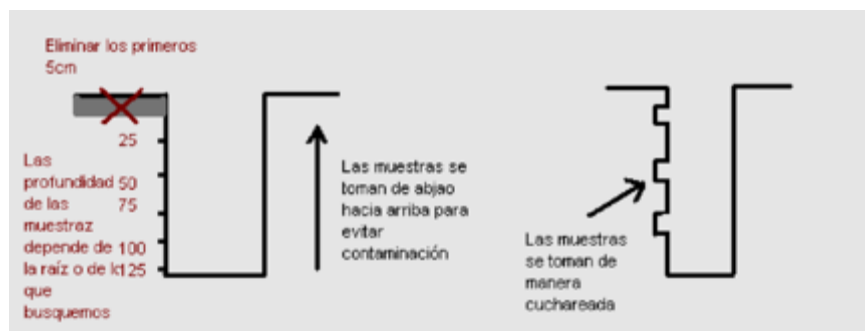 Eliminar los primeros
5cm
25
Las
profundidad
50
de las
75
muestraz
depende de
100
la raíz o de lo
125
que
busquemos
Las muestras se
toman de abjao
hacia arriba para
evitar
contaminación
Las muestras
se toman de
manera
cuchareada